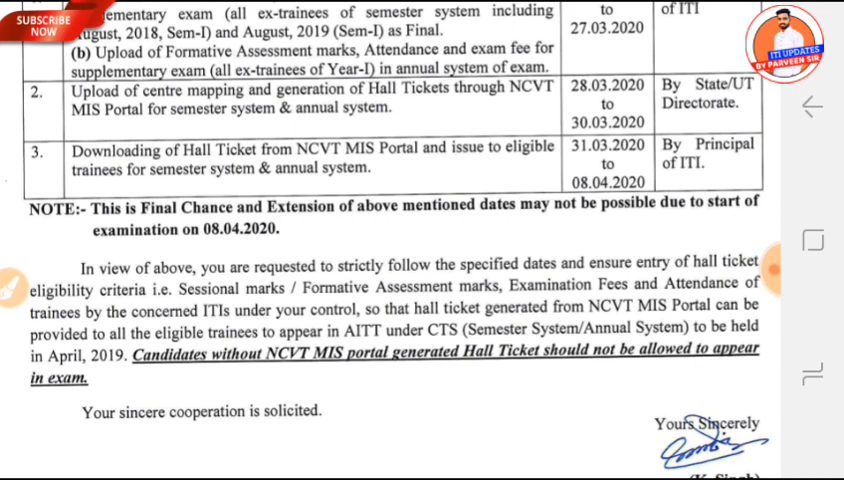 SUBSCRIBE
NOW
ITI UPDATES
BY PARVEEN SIR
exam (all ex-trainees of semester system including
to
of ITI
August, 2018, Sem-I) and August, 2019 (Sem-I) as Final.
27.03.2020
(b) Upload of Formative Assessment marks, Attendance and exam fee for
supplementary exam (all ex-trainees of Year-I) in annual system of exam.
2. Upload of centre mapping and generation of Hall Tickets through NCVT 28.03.2020 By State/UT
MIS Portal for semester system & annual system. to Directorate.
30.03.2020
3. Downloading of Hall Ticket from NCVT MIS Portal and issue to eligible 31.03.2020 By Principal
trainees for semester system & annual system. to of ITI.
08.04.2020
NOTE:- This is Final Chance and Extension of above mentioned dates may not be possible due to start of
examination on 08.04.2020.
In view of above, you are requested to strictly follow the specified dates and ensure entry of hall ticket
eligibility criteria i.e. Sessional marks / Formative Assessment marks, Examination Fees and Attendance of
trainees by the concerned ITIs under your control, so that hall ticket generated from NCVT MIS Portal can be
provided to all the eligible trainees to appear in AITT under CTS (Semester System/Annual System) to be held
in April, 2019. Candidates without NCVT MIS portal generated Hall Ticket should not be allowed to appear
in exam.
Your sincere cooperation is solicited.
Yours Sincerely